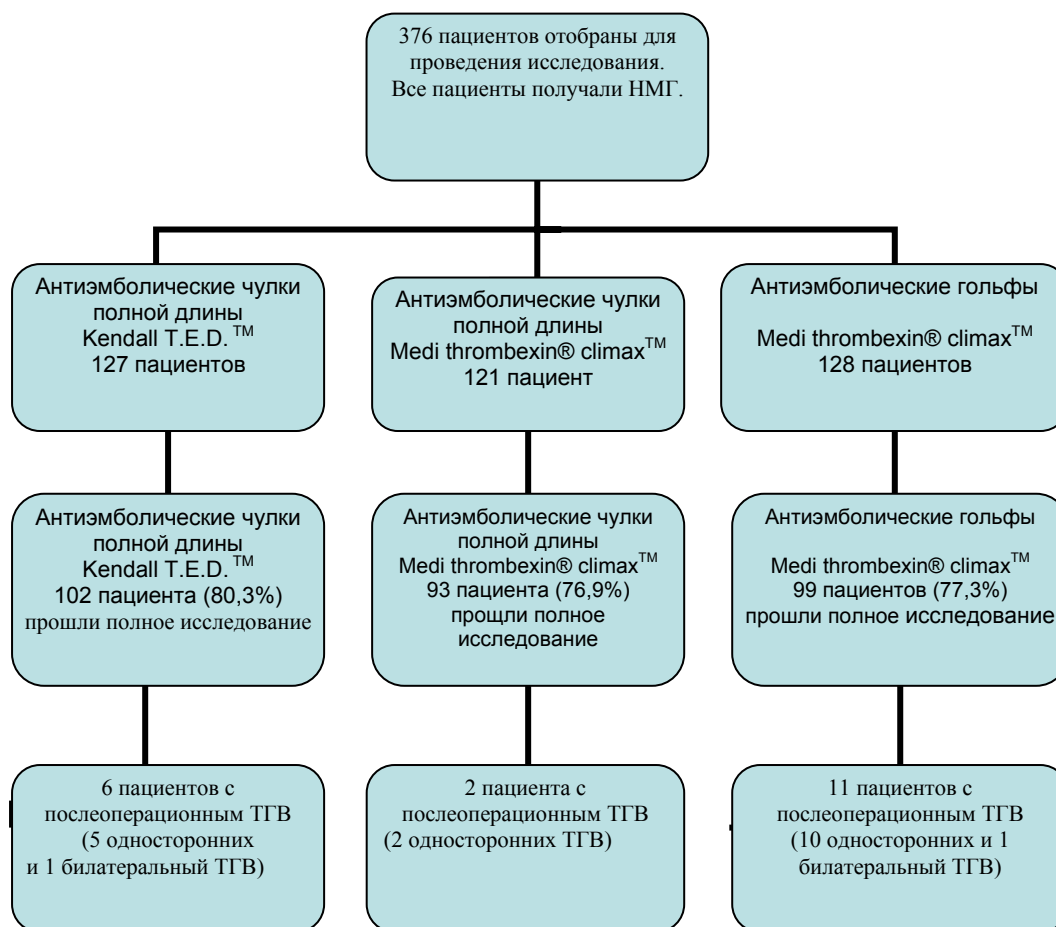 376 пациентов отобраны для
проведения исследования.
Все пациенты получали НМГ.
Антиэмболические чулки
полной длины
Kendall T.E.D.™
127 пациентов
Антиэмболические чулки
полной длины
Medi thrombexin® climax™
121 пациент
Антиэмболические гольфы
Medi thrombexin® climax™
128 пациентов
Антиэмболические чулки
полной длины
Kendall T.E.D.™
102 пациента (80,3%)
прошли полное исследование
Антиэмболические чулки
полной длины
Medi thrombexin® climax™
93 пациента (76,9%)
прощли полное
исследование
Антиэмболические гольфы
Medi thrombexin® climax™
99 пациентов (77,3%)
прошли полное исследование
6 пациентов с
послеоперационным ТГВ
(5 односторонних
и 1 билатеральный ТГВ)
2 пациента с
послеоперационным ТГВ
(2 односторонних ТГВ)
11 пациентов с
послеоперационным ТГВ
(10 односторонних и 1
билатеральный ТГВ)